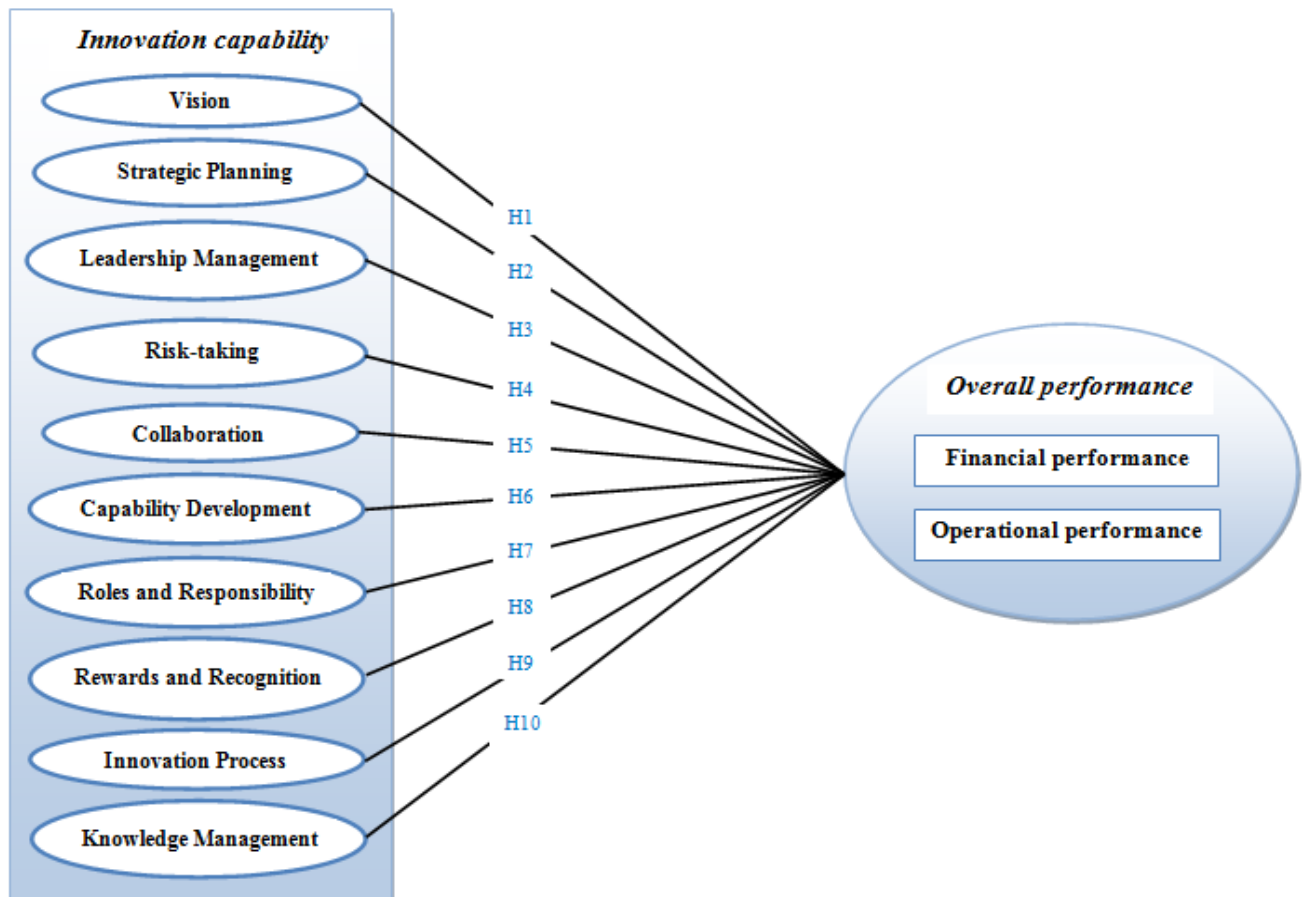 Innovation capability
Vision
Strategic Planning
Leadership Management
Risk-taking
Collaboration
Capability Development
Roles and Responsibility
Rewards and Recognition
Innovation Process
Knowledge Management
H1
H2
H3
H4
H5
H6
H7
H8
H9
H10
Overall performance
Financial performance
Operational performance